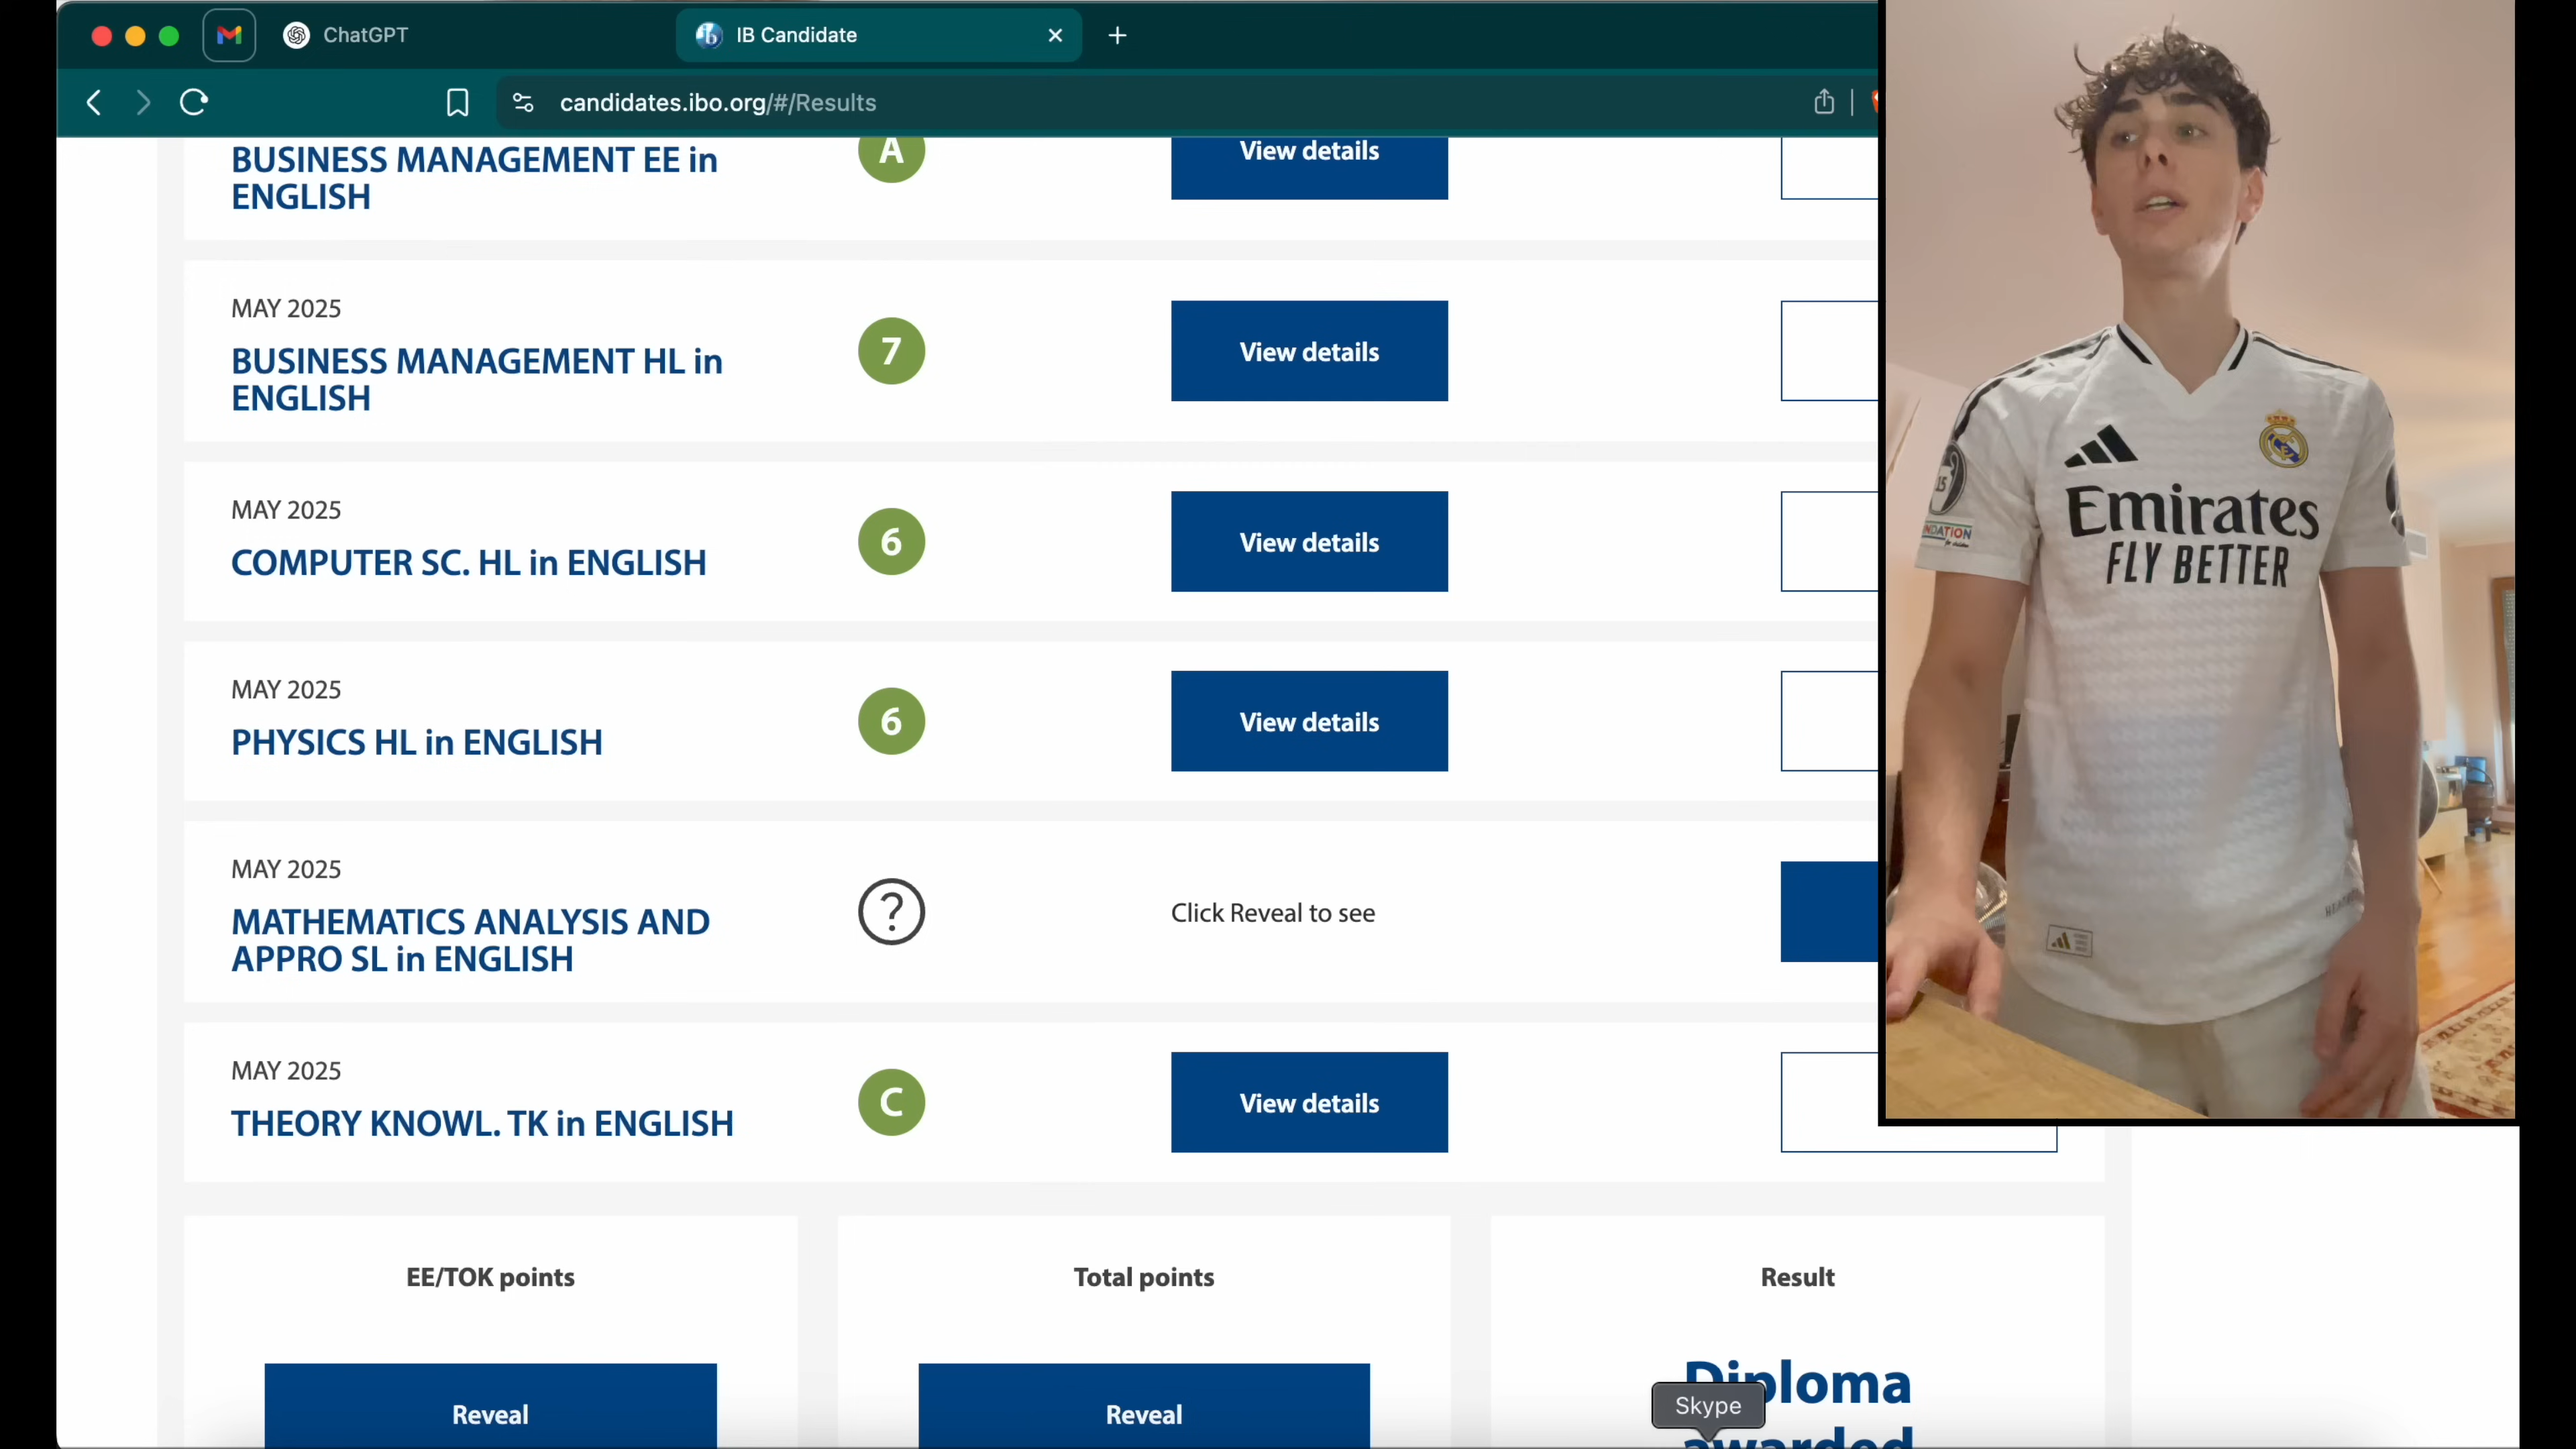 ChatGPT
IB Candidate
candidates.ibo.org/#/Results
BUSINESS MANAGEMENT EE in
ENGLISH
A
View details
MAY 2025
BUSINESS MANAGEMENT HL in
ENGLISH
7
View details
MAY 2025
COMPUTER SC. HL in ENGLISH
6
View details
MAY 2025
PHYSICS HL in ENGLISH
6
View details
MAY 2025
MATHEMATICS ANALYSIS AND
APPRO SL in ENGLISH
?
Click Reveal to see
MAY 2025
THEORY KNOWL. TK in ENGLISH
C
View details
EE/TOK points
Reveal
Total points
Reveal
Result
Diploma
awarded
Skype
15
NDATION
Emirates
FLY BETTER